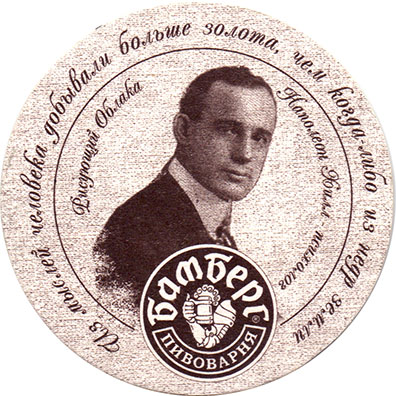 Из мыслей человека добывали больше золота, чем когда-либо из недр земли
Рисующий Облака
Наполеон Хилл - психолог
Бамберг
®
ПИВОВАРНЯ